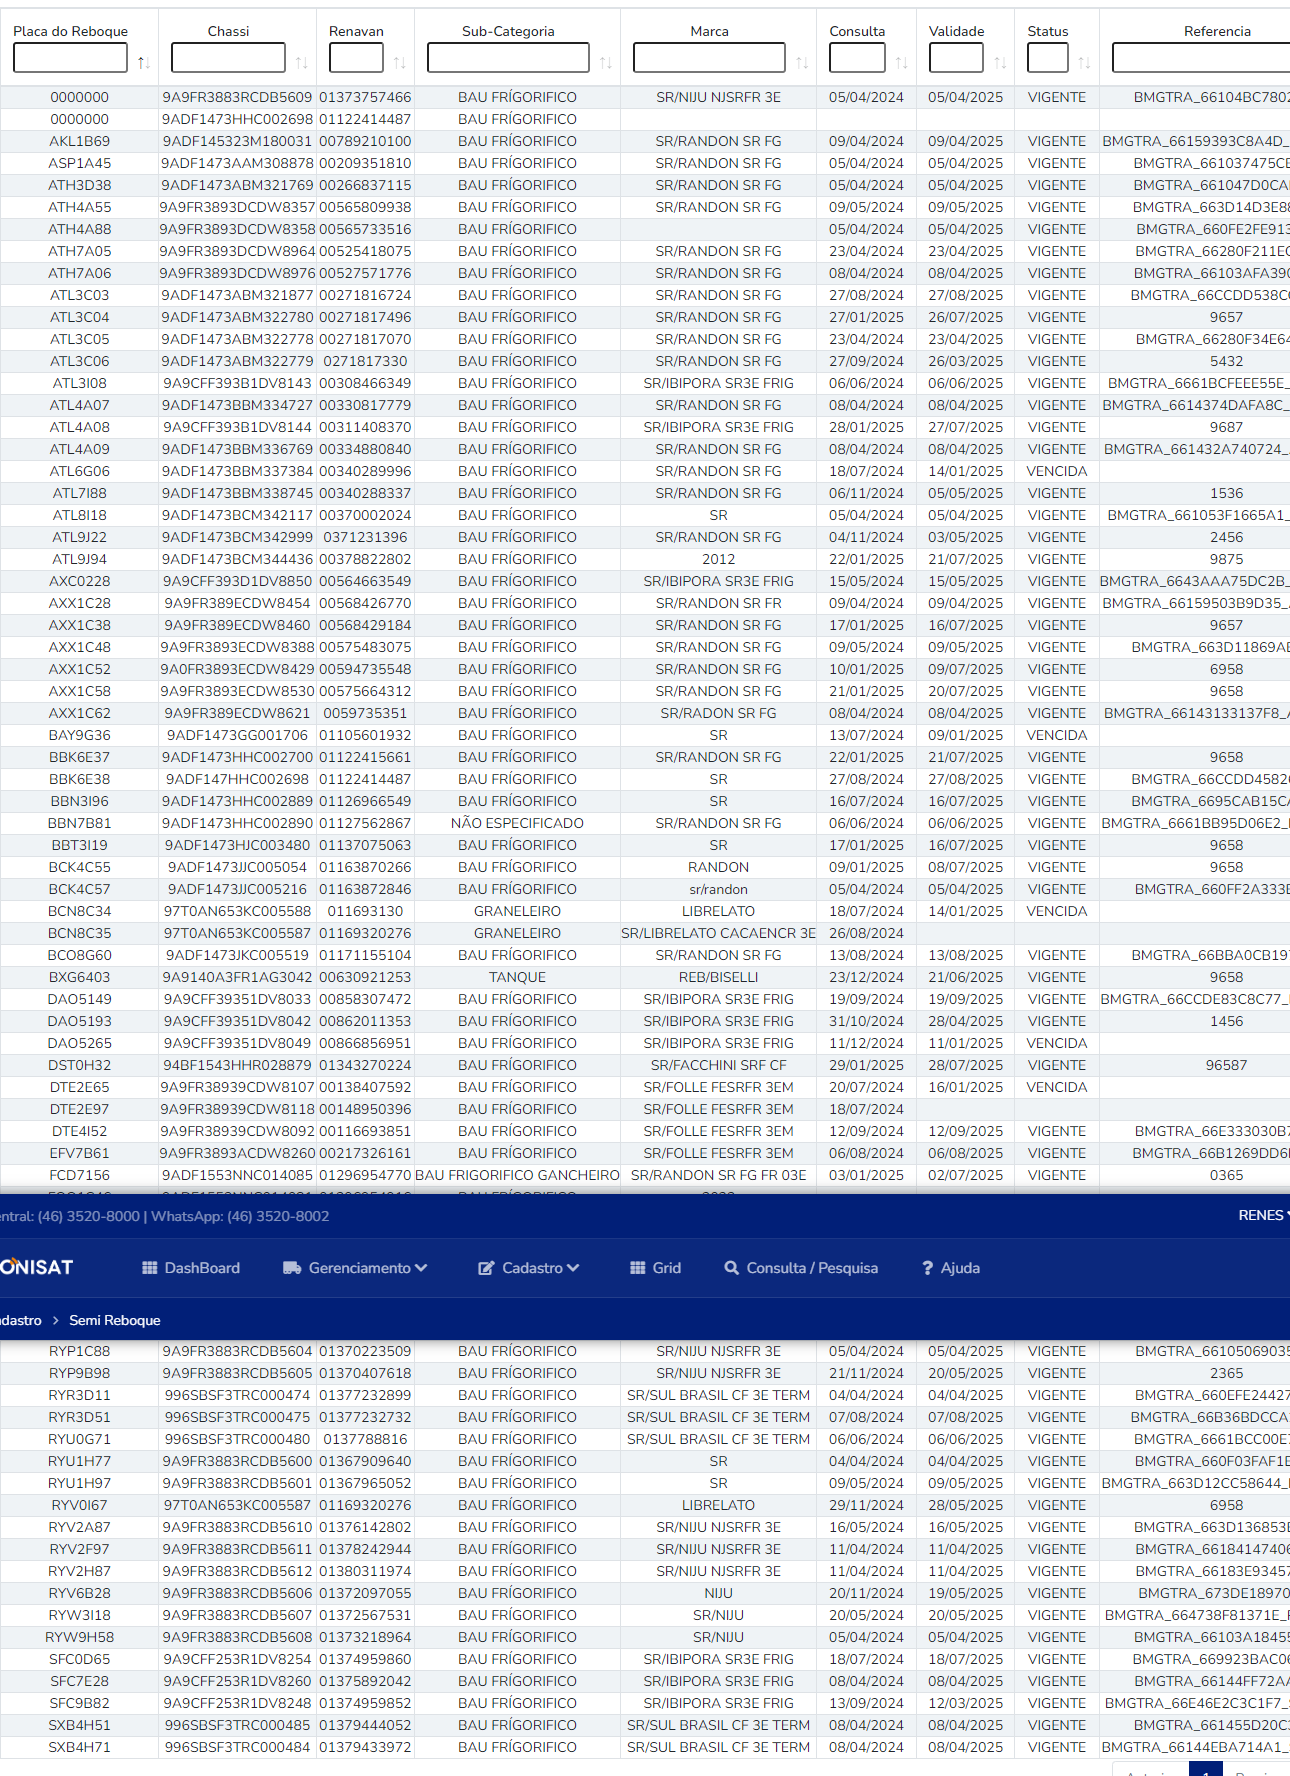 Placa do Reboque Chassi Renavan Sub-Categoria Marca Consulta Validade Status Referencia
0000000 9A9FR3883RCDB5609 01373757466 BAU FRÍGORIFICO SR/NIJU NJSRFR 3E 05/04/2024 05/04/2025 VIGENTE BMGTRA_66104BC7802
0000000 9ADF1473HHC002698 01122414487 BAU FRÍGORIFICO
AKL1B69 9ADF145323M180031 00789210100 BAU FRÍGORIFICO SR/RANDON SR FG 09/04/2024 09/04/2025 VIGENTE BMGTRA_66159393C8A4D_
ASP1A45 9ADF1473AAM308878 00209351810 BAU FRÍGORIFICO SR/RANDON SR FG 05/04/2024 05/04/2025 VIGENTE BMGTRA_661037475CE
ATH3D38 9ADF1473ABM321769 00266837115 BAU FRÍGORIFICO SR/RANDON SR FG 05/04/2024 05/04/2025 VIGENTE BMGTRA_661047D0CA
ATH4A55 9A9FR3893DCDW8357 00565809938 BAU FRÍGORIFICO SR/RANDON SR FG 09/05/2024 09/05/2025 VIGENTE BMGTRA_663D14D3E88
ATH4A88 9A9FR3893DCDW8358 00565733516 BAU FRÍGORIFICO 05/04/2024 05/04/2025 VIGENTE BMGTRA_660FE2FE913
ATH7A05 9A9FR3893DCDW8964 00525418075 BAU FRÍGORIFICO SR/RANDON SR FG 23/04/2024 23/04/2025 VIGENTE BMGTRA_66280F211EC
ATH7A06 9A9FR3893DCDW8976 00527571776 BAU FRÍGORIFICO SR/RANDON SR FG 08/04/2024 08/04/2025 VIGENTE BMGTRA_66103AFA390
ATL3C03 9ADF1473ABM321877 00271816724 BAU FRÍGORIFICO SR/RANDON SR FG 27/08/2024 27/08/2025 VIGENTE BMGTRA_66CCDD538C
ATL3C04 9ADF1473ABM322780 00271817496 BAU FRÍGORIFICO SR/RANDON SR FG 27/01/2025 26/07/2025 VIGENTE 9657
ATL3C05 9ADF1473ABM322778 00271817070 BAU FRÍGORIFICO SR/RANDON SR FG 23/04/2024 23/04/2025 VIGENTE BMGTRA_66280F34E64
ATL3C06 9ADF1473ABM322779 0271817330 BAU FRÍGORIFICO SR/RANDON SR FG 27/09/2024 26/03/2025 VIGENTE 5432
ATL3I08 9A9CFF393B1DV8143 00308466349 BAU FRÍGORIFICO SR/IBIPORA SR3E FRIG 06/06/2024 06/06/2025 VIGENTE BMGTRA_6661BCFEEE55E_
ATL4A07 9ADF1473BBM334727 00330817779 BAU FRÍGORIFICO SR/RANDON SR FG 08/04/2024 08/04/2025 VIGENTE BMGTRA_6614374DAFA8C_
ATL4A08 9A9CFF393B1DV8144 00311408370 BAU FRÍGORIFICO SR/IBIPORA SR3E FRIG 28/01/2025 27/07/2025 VIGENTE 9687
ATL4A09 9ADF1473BBM336769 00334880840 BAU FRÍGORIFICO SR/RANDON SR FG 08/04/2024 08/04/2025 VIGENTE BMGTRA_661432A740724_
ATL6G06 9ADF1473BBM337384 00340289996 BAU FRÍGORIFICO SR/RANDON SR FG 18/07/2024 14/01/2025 VENCIDA
ATL7I88 9ADF1473BBM338745 00340288337 BAU FRÍGORIFICO SR/RANDON SR FG 06/11/2024 05/05/2025 VIGENTE 1536
ATL8I18 9ADF1473BCM342117 00370002024 BAU FRÍGORIFICO SR 05/04/2024 05/04/2025 VIGENTE BMGTRA_661053F1665A1_
ATL9J22 9ADF1473BCM342999 0371231396 BAU FRÍGORIFICO SR/RANDON SR FG 04/11/2024 03/05/2025 VIGENTE 2456
ATL9J94 9ADF1473BCM344436 00378822802 BAU FRÍGORIFICO 2012 22/01/2025 21/07/2025 VIGENTE 9875
AXC0228 9A9CFF393D1DV8850 00564663549 BAU FRÍGORIFICO SR/IBIPORA SR3E FRIG 15/05/2024 15/05/2025 VIGENTE BMGTRA_6643AAA75DC2B_
AXX1C28 9A9FR389ECDW8454 00568426770 BAU FRÍGORIFICO SR/RANDON SR FR 09/04/2024 09/04/2025 VIGENTE BMGTRA_66159503B9D35_
AXX1C38 9A9FR389ECDW8460 00568429184 BAU FRÍGORIFICO SR/RANDON SR FG 17/01/2025 16/07/2025 VIGENTE 9657
AXX1C48 9A9FR3893ECDW8388 00575483075 BAU FRÍGORIFICO SR/RANDON SR FG 09/05/2024 09/05/2025 VIGENTE BMGTRA_663D11869AE
AXX1C52 9A0FR3893ECDW8429 00594735548 BAU FRÍGORIFICO SR/RANDON SR FG 10/01/2025 09/07/2025 VIGENTE 6958
AXX1C58 9A9FR3893ECDW8530 00575664312 BAU FRÍGORIFICO SR/RANDON SR FG 21/01/2025 20/07/2025 VIGENTE 9658
AXX1C62 9A9FR389ECDW8621 0059735351 BAU FRÍGORIFICO SR/RADON SR FG 08/04/2024 08/04/2025 VIGENTE BMGTRA_66143133137F8_
BAY9G36 9ADF1473GG001706 01105601932 BAU FRÍGORIFICO SR 13/07/2024 09/01/2025 VENCIDA
BBK6E37 9ADF1473HHC002700 01122415661 BAU FRÍGORIFICO SR/RANDON SR FG 22/01/2025 21/07/2025 VIGENTE 9658
BBK6E38 9ADF147HHC002698 01122414487 BAU FRÍGORIFICO SR 27/08/2024 27/08/2025 VIGENTE BMGTRA_66CCDD4582
BBN3I96 9ADF1473HHC002889 01126966549 BAU FRÍGORIFICO SR 16/07/2024 16/07/2025 VIGENTE BMGTRA_6695CAB15C
BBN7B81 9ADF1473HHC002890 01127562867 NÃO ESPECIFICADO SR/RANDON SR FG 06/06/2024 06/06/2025 VIGENTE BMGTRA_6661BB95D06E2_
BBT3I19 9ADF1473HJC003480 01137075063 BAU FRÍGORIFICO SR 17/01/2025 16/07/2025 VIGENTE 9658
BCK4C55 9ADF1473JJC005054 01163870266 BAU FRÍGORIFICO RANDON 09/01/2025 08/07/2025 VIGENTE 9658
BCK4C57 9ADF1473JJC005216 01163872846 BAU FRÍGORIFICO sr/randon 05/04/2024 05/04/2025 VIGENTE BMGTRA_660FF2A333
BCN8C34 97T0AN653KC005588 011693130 GRANELEIRO LIBRELATO 18/07/2024 14/01/2025 VENCIDA
BCN8C35 97T0AN653KC005587 01169320276 GRANELEIRO SR/LIBRELATO CACAENCR 3E 26/08/2024
BCO8G60 9ADF1473JKC005519 01171155104 BAU FRÍGORIFICO SR/RANDON SR FG 13/08/2024 13/08/2025 VIGENTE BMGTRA_66BBA0CB197
BXG6403 9A9140A3FR1AG3042 00630921253 TANQUE REB/BISELLI 23/12/2024 21/06/2025 VIGENTE 9658
DAO5149 9A9CFF39351DV8033 00858307472 BAU FRÍGORIFICO SR/IBIPORA SR3E FRIG 19/09/2024 19/09/2025 VIGENTE BMGTRA_66CCDE83C8C77_
DAO5193 9A9CFF39351DV8042 00862011353 BAU FRÍGORIFICO SR/IBIPORA SR3E FRIG 31/10/2024 28/04/2025 VIGENTE 1456
DAO5265 9A9CFF39351DV8049 00866856951 BAU FRÍGORIFICO SR/IBIPORA SR3E FRIG 11/12/2024 11/01/2025 VENCIDA
DST0H32 94BF1543HHR028879 01343270224 BAU FRÍGORIFICO SR/FACCHINI SRF CF 29/01/2025 28/07/2025 VIGENTE 96587
DTE2E65 9A9FR38939CDW8107 00138407592 BAU FRÍGORIFICO SR/FOLLE FESRFR 3EM 20/07/2024 16/01/2025 VENCIDA
DTE2E97 9A9FR38939CDW8118 00148950396 BAU FRÍGORIFICO SR/FOLLE FESRFR 3EM 18/07/2024
DTE4I52 9A9FR38939CDW8092 00116693851 BAU FRÍGORIFICO SR/FOLLE FESRFR 3EM 12/09/2024 12/09/2025 VIGENTE BMGTRA_66E333030B7
EFV7B61 9A9FR3893ACDW8260 00217326161 BAU FRÍGORIFICO SR/FOLLE FESRFR 3EM 06/08/2024 06/08/2025 VIGENTE BMGTRA_66B1269DD6
FCD7156 9ADF1553NNC014085 01296954770 BAU FRIGORIFICO GANCHEIRO SR/RANDON SR FG FR 03E 03/01/2025 02/07/2025 VIGENTE 0365
entral: (46) 3520-8000 | WhatsApp: (46) 3520-8002 RENES
ONISAT DashBoard Gerenciamento Cadastro Grid Consulta / Pesquisa Ajuda
adastro > Semi Reboque
RYP1C88 9A9FR3883RCDB5604 01370223509 BAU FRÍGORIFICO SR/NIJU NJSRFR 3E 05/04/2024 05/04/2025 VIGENTE BMGTRA_66105069035
RYP9B98 9A9FR3883RCDB5605 01370407618 BAU FRÍGORIFICO SR/NIJU NJSRFR 3E 21/11/2024 20/05/2025 VIGENTE 2365
RYR3D11 996SBSF3TRC000474 01377232899 BAU FRÍGORIFICO SR/SUL BRASIL CF 3E TERM 04/04/2024 04/04/2025 VIGENTE BMGTRA_660EFE24427
RYR3D51 996SBSF3TRC000475 01377232732 BAU FRÍGORIFICO SR/SUL BRASIL CF 3E TERM 07/08/2024 07/08/2025 VIGENTE BMGTRA_66B36BDCCA
RYU0G71 996SBSF3TRC000480 0137788816 BAU FRÍGORIFICO SR/SUL BRASIL CF 3E TERM 06/06/2024 06/06/2025 VIGENTE BMGTRA_6661BCC00E
RYU1H77 9A9FR3883RCDB5600 01367909640 BAU FRÍGORIFICO SR 04/04/2024 04/04/2025 VIGENTE BMGTRA_660F03FAF1E
RYU1H97 9A9FR3883RCDB5601 01367965052 BAU FRÍGORIFICO SR 09/05/2024 09/05/2025 VIGENTE BMGTRA_663D12CC58644_
RYV0I67 97T0AN653KC005587 01169320276 BAU FRÍGORIFICO LIBRELATO 29/11/2024 28/05/2025 VIGENTE 6958
RYV2A87 9A9FR3883RCDB5610 01376142802 BAU FRÍGORIFICO SR/NIJU NJSRFR 3E 16/05/2024 16/05/2025 VIGENTE BMGTRA_663D136853
RYV2F97 9A9FR3883RCDB5611 01378242944 BAU FRÍGORIFICO SR/NIJU NJSRFR 3E 11/04/2024 11/04/2025 VIGENTE BMGTRA_66184147406
RYV2H87 9A9FR3883RCDB5612 01380311974 BAU FRÍGORIFICO SR/NIJU NJSRFR 3E 11/04/2024 11/04/2025 VIGENTE BMGTRA_66183E93457
RYV6B28 9A9FR3883RCDB5606 01372097055 BAU FRÍGORIFICO NIJU 20/11/2024 19/05/2025 VIGENTE BMGTRA_673DE18970
RYW3I18 9A9FR3883RCDB5607 01372567531 BAU FRÍGORIFICO SR/NIJU 20/05/2024 20/05/2025 VIGENTE BMGTRA_664738F81371E_
RYW9H58 9A9FR3883RCDB5608 01373218964 BAU FRÍGORIFICO SR/NIJU 05/04/2024 05/04/2025 VIGENTE BMGTRA_66103A18455
SFC0D65 9A9CFF253R1DV8254 01374959860 BAU FRÍGORIFICO SR/IBIPORA SR3E FRIG 18/07/2024 18/07/2025 VIGENTE BMGTRA_669923BAC06
SFC7E28 9A9CFF253R1DV8260 01375892042 BAU FRÍGORIFICO SR/IBIPORA SR3E FRIG 08/04/2024 08/04/2025 VIGENTE BMGTRA_66144FF72A
SFC9B82 9A9CFF253R1DV8248 01374959852 BAU FRÍGORIFICO SR/IBIPORA SR3E FRIG 13/09/2024 12/03/2025 VIGENTE BMGTRA_66E46E2C3C1F7_
SXB4H51 996SBSF3TRC000485 01379444052 BAU FRÍGORIFICO SR/SUL BRASIL CF 3E TERM 08/04/2024 08/04/2025 VIGENTE BMGTRA_661455D20C
SXB4H71 996SBSF3TRC000484 01379433972 BAU FRÍGORIFICO SR/SUL BRASIL CF 3E TERM 08/04/2024 08/04/2025 VIGENTE BMGTRA_66144EBA714A1_